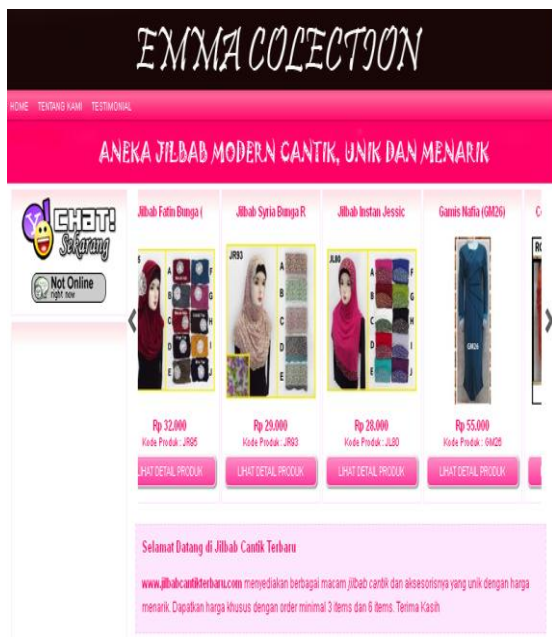 EMMA COLECTION
HOME TENTANG KAMI TESTIMONIAL
ANEKA JILBAB MODERN CANTIK, UNIK DAN MENARIK
CHAT!
Sekarang
Not Online
right now
Jilbab Fatin Bunga (
Jilbab Syria Bunga R
Jilbab Instan Jessic
Gamis Nafia (GM26)
A
B
C
D
E
F
G
H
I
J
JR93
A
B
C
D
E
JL80
A
B
C
D
E
F
G
H
I
J
GM26
Rp 32.000
Kode Produk : JR95
LIHAT DETAIL PRODUK
Rp 29.000
Kode Produk : JR93
LIHAT DETAIL PRODUK
Rp 28.000
Kode Produk : JL80
LIHAT DETAIL PRODUK
Rp 55.000
Kode Produk : GM26
LIHAT DETAIL PRODUK
Selamat Datang di Jilbab Cantik Terbaru
www.jilbabcantikterbaru.com menyediakan berbagai macam jilbab cantik dan aksesorisnya yang unik dengan harga
menarik. Dapatkan harga khusus dengan order minimal 3 items dan 6 items. Terima Kasih